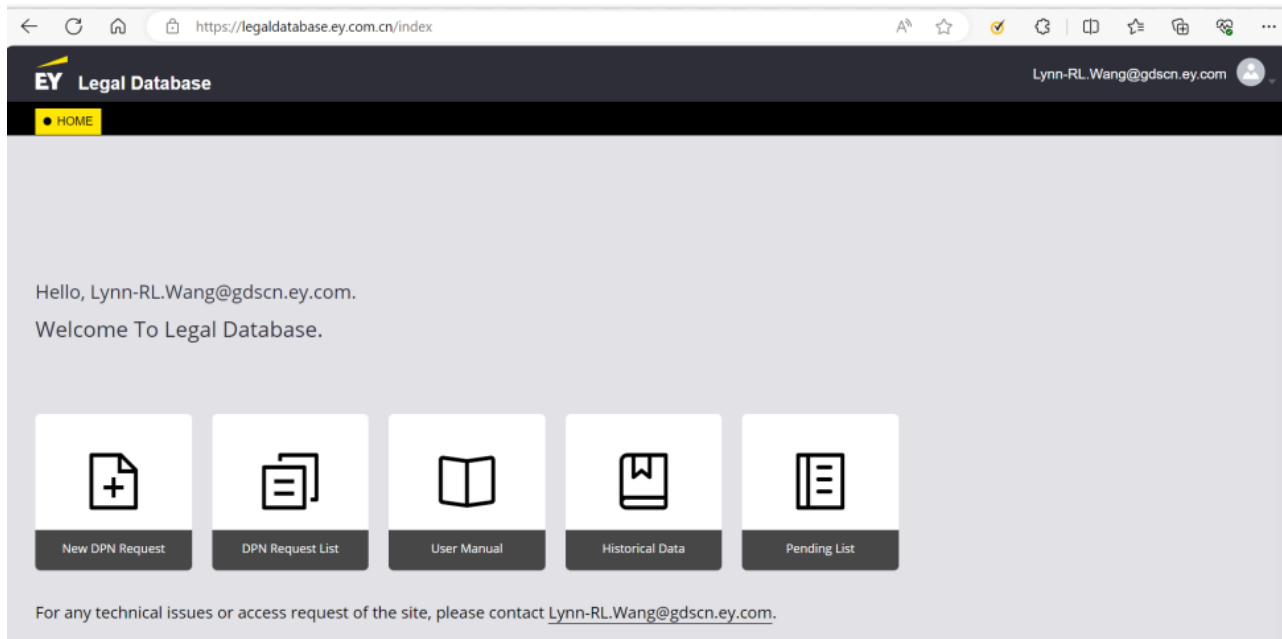 https://legaldatabase.ey.com.cn/index
EY Legal Database
Lynn-RL.Wang@gdscn.ey.com
HOME
Hello, Lynn-RL.Wang@gdscn.ey.com.
Welcome To Legal Database.
New DPN Request
DPN Request List
User Manual
Historical Data
Pending List
For any technical issues or access request of the site, please contact Lynn-RL.Wang@gdscn.ey.com.